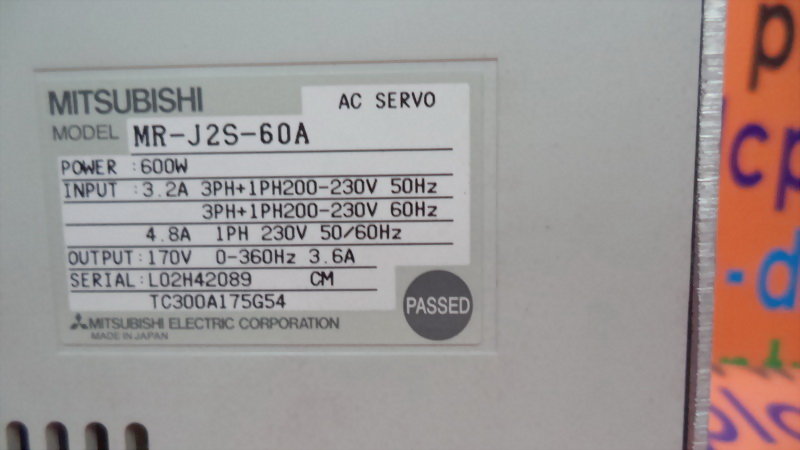 MITSUBISHI AC SERVO
MODEL MR-J2S-60A
POWER :600W
INPUT :3.2A 3PH+1PH200-230V 50Hz
3PH+1PH200-230V 60Hz
4.8A 1PH 230V 50/60Hz
OUTPUT:170V 0-360Hz 3.6A
SERIAL:L02H42089 CM
TC300A175G54
PASSED
MITSUBISHI ELECTRIC CORPORATION
MADE IN JAPAN